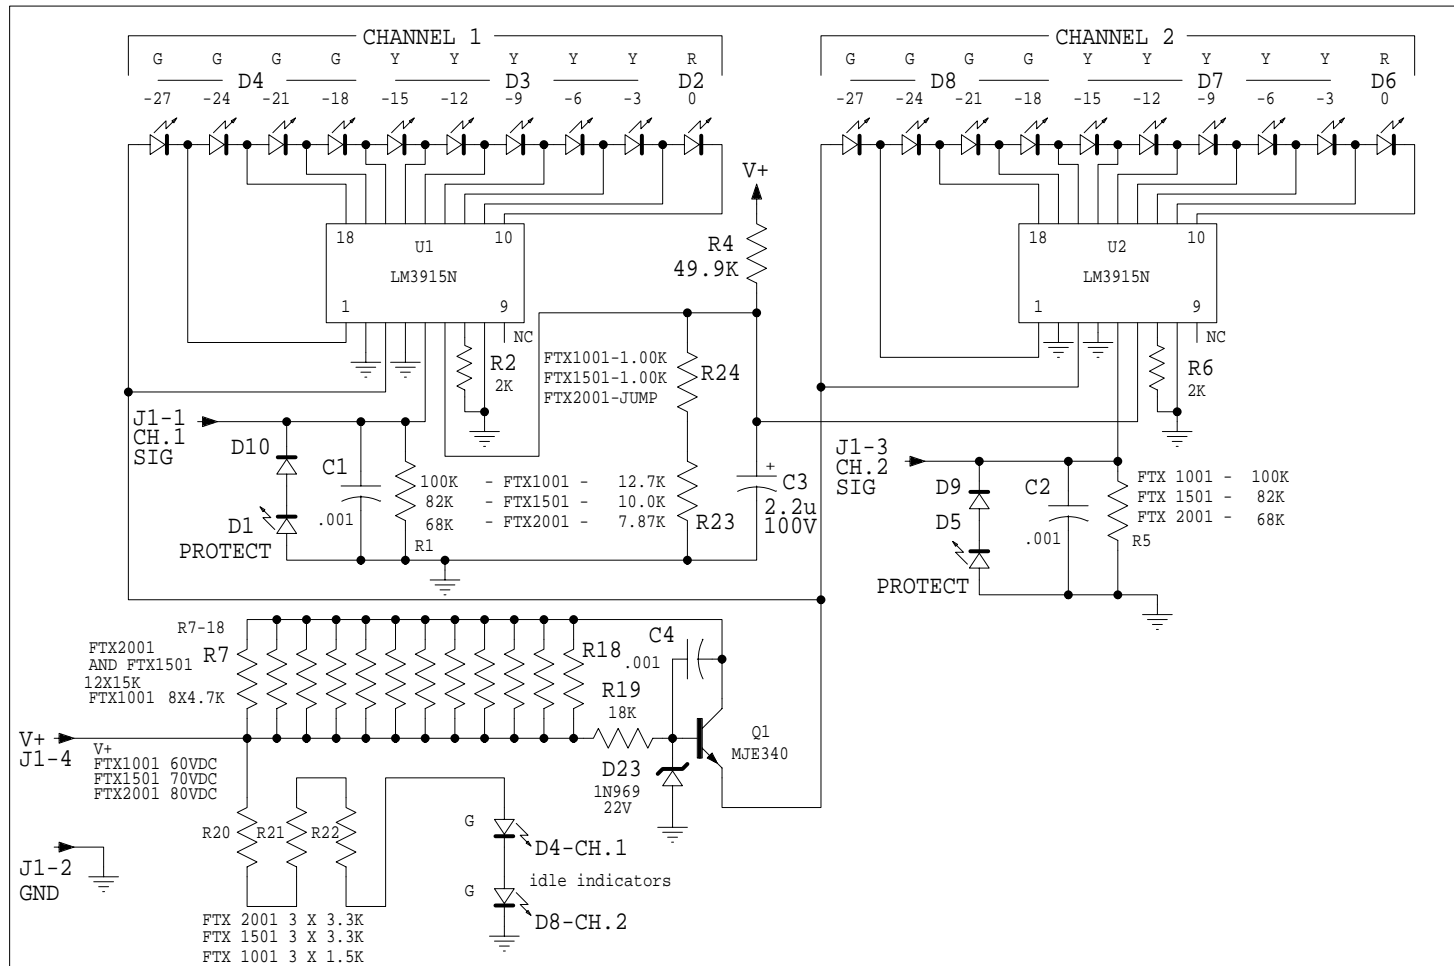 CHANNEL 1
G G G G Y Y Y Y Y R
D4 D3 D2
-27 -24 -21 -18 -15 -12 -9 -6 -3 0
CHANNEL 2
G G G G Y Y Y Y Y R
D8 D7 D6
-27 -24 -21 -18 -15 -12 -9 -6 -3 0
V+
R4
49.9K
18 10
U1
LM3915N
1 9
NC
18 10
U2
LM3915N
1 9
NC
R2
2K
FTX1001-1.00K
FTX1501-1.00K
FTX2001-JUMP
R24
R6
2K
J1-1
CH.1
SIG
D10
C1
.001
D1
PROTECT
100K - FTX1001 - 12.7K
82K - FTX1501 - 10.0K
68K - FTX2001 - 7.87K
R1
R23
+
C3
2.2u
100V
J1-3
CH.2
SIG
D9
D5
PROTECT
C2
.001
FTX 1001 - 100K
FTX 1501 - 82K
FTX 2001 - 68K
R5
R7-18
FTX2001
AND FTX1501
12X15K
FTX1001 8X4.7K
R7
R18
C4
.001
R19
18K
Q1
MJE340
D23
1N969
22V
V+
J1-4
V+
FTX1001 60VDC
FTX1501 70VDC
FTX2001 80VDC
R20 R21 R22
G
D4-CH.1
idle indicators
G
D8-CH.2
J1-2
GND
FTX 2001 3 X 3.3K
FTX 1501 3 X 3.3K
FTX 1001 3 X 1.5K